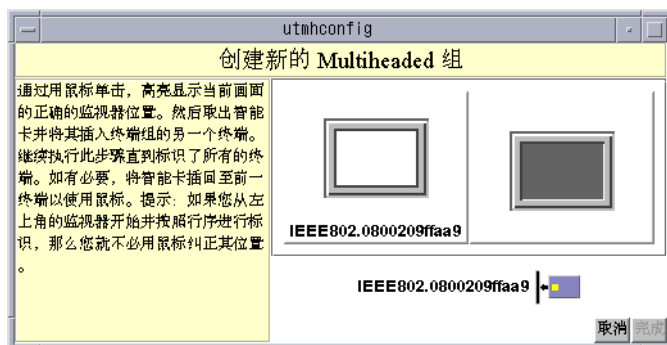 utmhconfig
创建新的 Multiheaded 组
通过用鼠标单击，高亮显示当前画面
的正确的监视器位置。然后取出智能
卡并将其插入终端组的另一个终端。
继续执行此步骤直到标识了所有的终
端。如有必要，将智能卡插回至前一
终端以使用鼠标。提示：如果您从左
上角的监视器开始并按照行序进行标
识，那么您就不必用鼠标纠正其位置
。
IEEE802.0800209ffaa9
IEEE802.0800209ffaa9
取消 完成